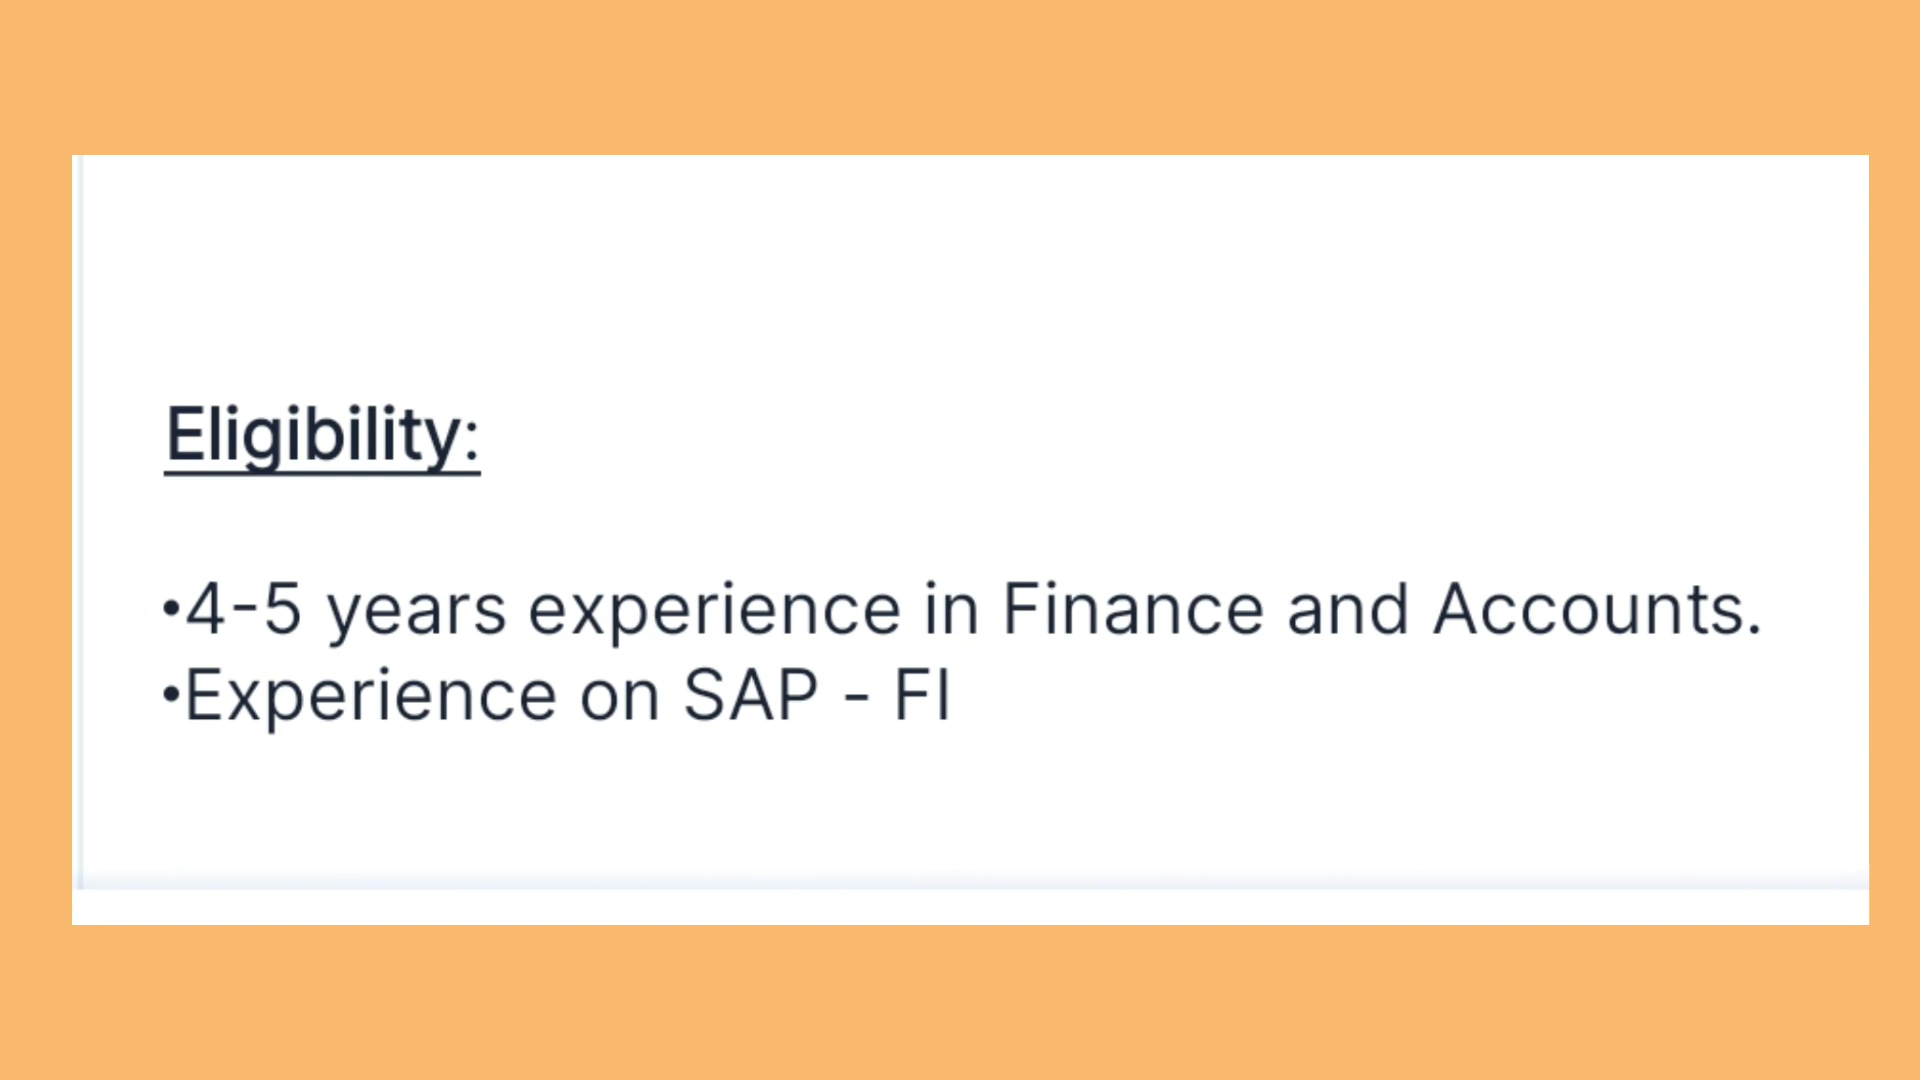 Eligibility:
•4-5 years experience in Finance and Accounts.
•Experience on SAP - FI